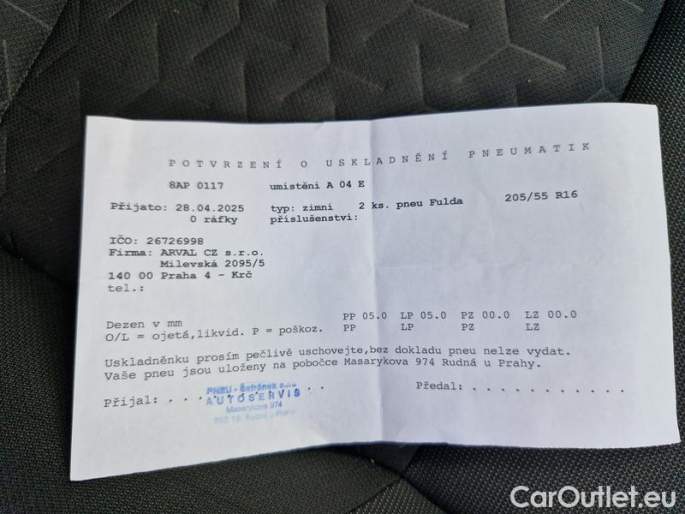 POTVRZENÍ O USKLADNĚNÍ PNEUMATIK
8AP 0117 umístění A 04 E
Přijato: 28.04.2025 typ: zimní 2 ks. pneu Fulda 205/55 R16
0 ráfky příslušenství:
IČO: 26726998
Firma: ARVAL CZ s.r.o.
Milevská 2095/5
140 00 Praha 4 - Krč
tel.:
Dezen v mm PP 05.0 LP 05.0 PZ 00.0 LZ 00.0
O/L = ojetá,likvid. P = poškoz. PP LP PZ LZ
Uskladněnku prosím pečlivě uschovejte,bez dokladu pneu nelze vydat.
Vaše pneu jsou uloženy na pobočce Masarykova 974 Rudná u Prahy.
Přijal: . . . . . . . . . . . Předal: . . . . . . . . . . .
PNEU - s.r.o.
AUTOSERVIS
Masarykova 974
CarOutlet.eu